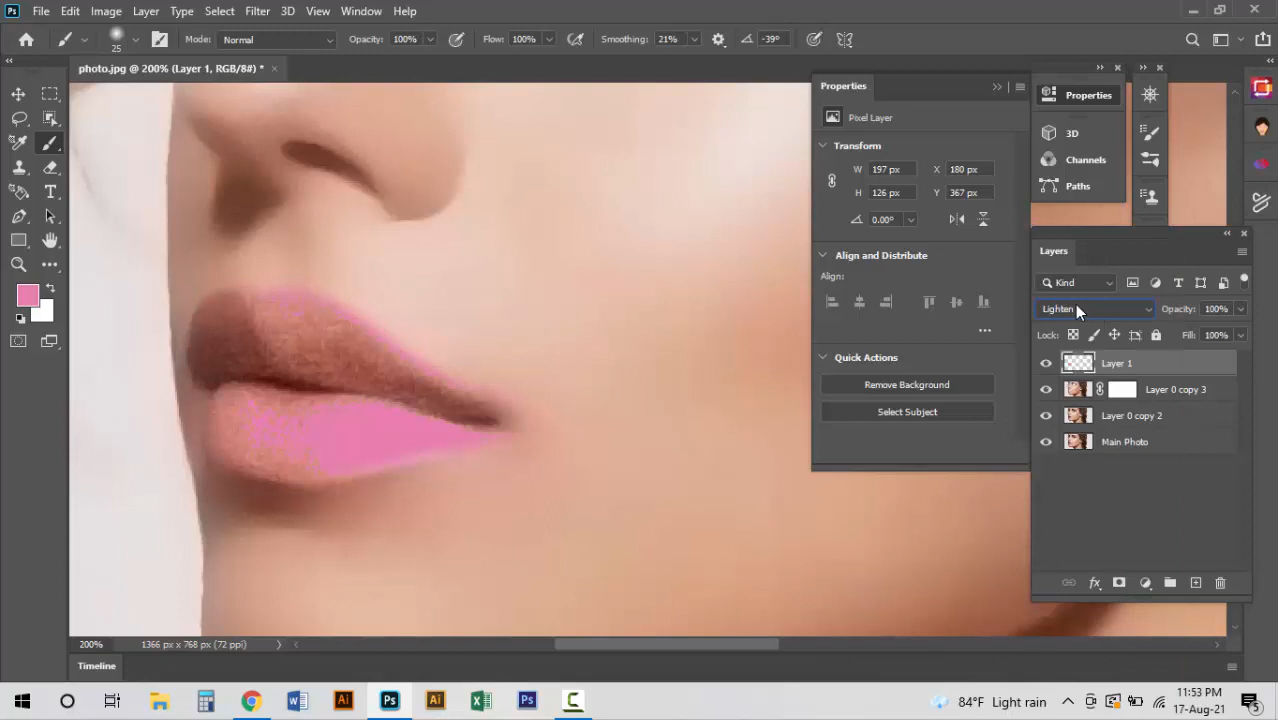 Ps File Edit Image Layer Type Select Filter 3D View Window Help
25 Mode: Normal Opacity: 100% Flow: 100% Smoothing: 21% -39°
photo.jpg @ 200% (Layer 1, RGB/8#) *
Properties
Pixel Layer
Transform
W 197 px X 180 px
H 126 px Y 367 px
0.00°
Align and Distribute
Align:
Quick Actions
Remove Background
Select Subject
Properties
3D
Channels
Paths
Layers
Kind
Lighten Opacity: 100%
Lock: Fill: 100%
Layer 1
Layer 0 copy 3
Layer 0 copy 2
Main Photo
fx
200% 1366 px x 768 px (72 ppi)
Timeline
84°F Light rain
11:53 PM
17-Aug-21
5